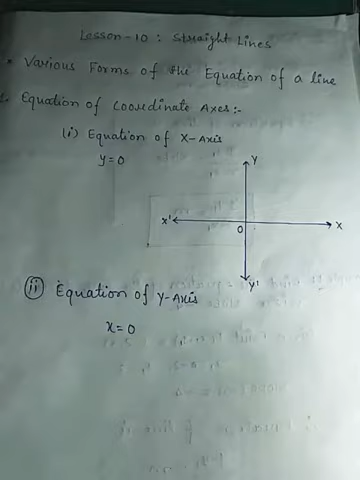 Lesson-10: Straight Lines
* Various Forms of the Equation of a line
1. Equation of Coordinate Axes:-
(i) Equation of X-Axis
y=0
Y
X'
O
X
Y'
(ii) Equation of Y-Axis
x=0